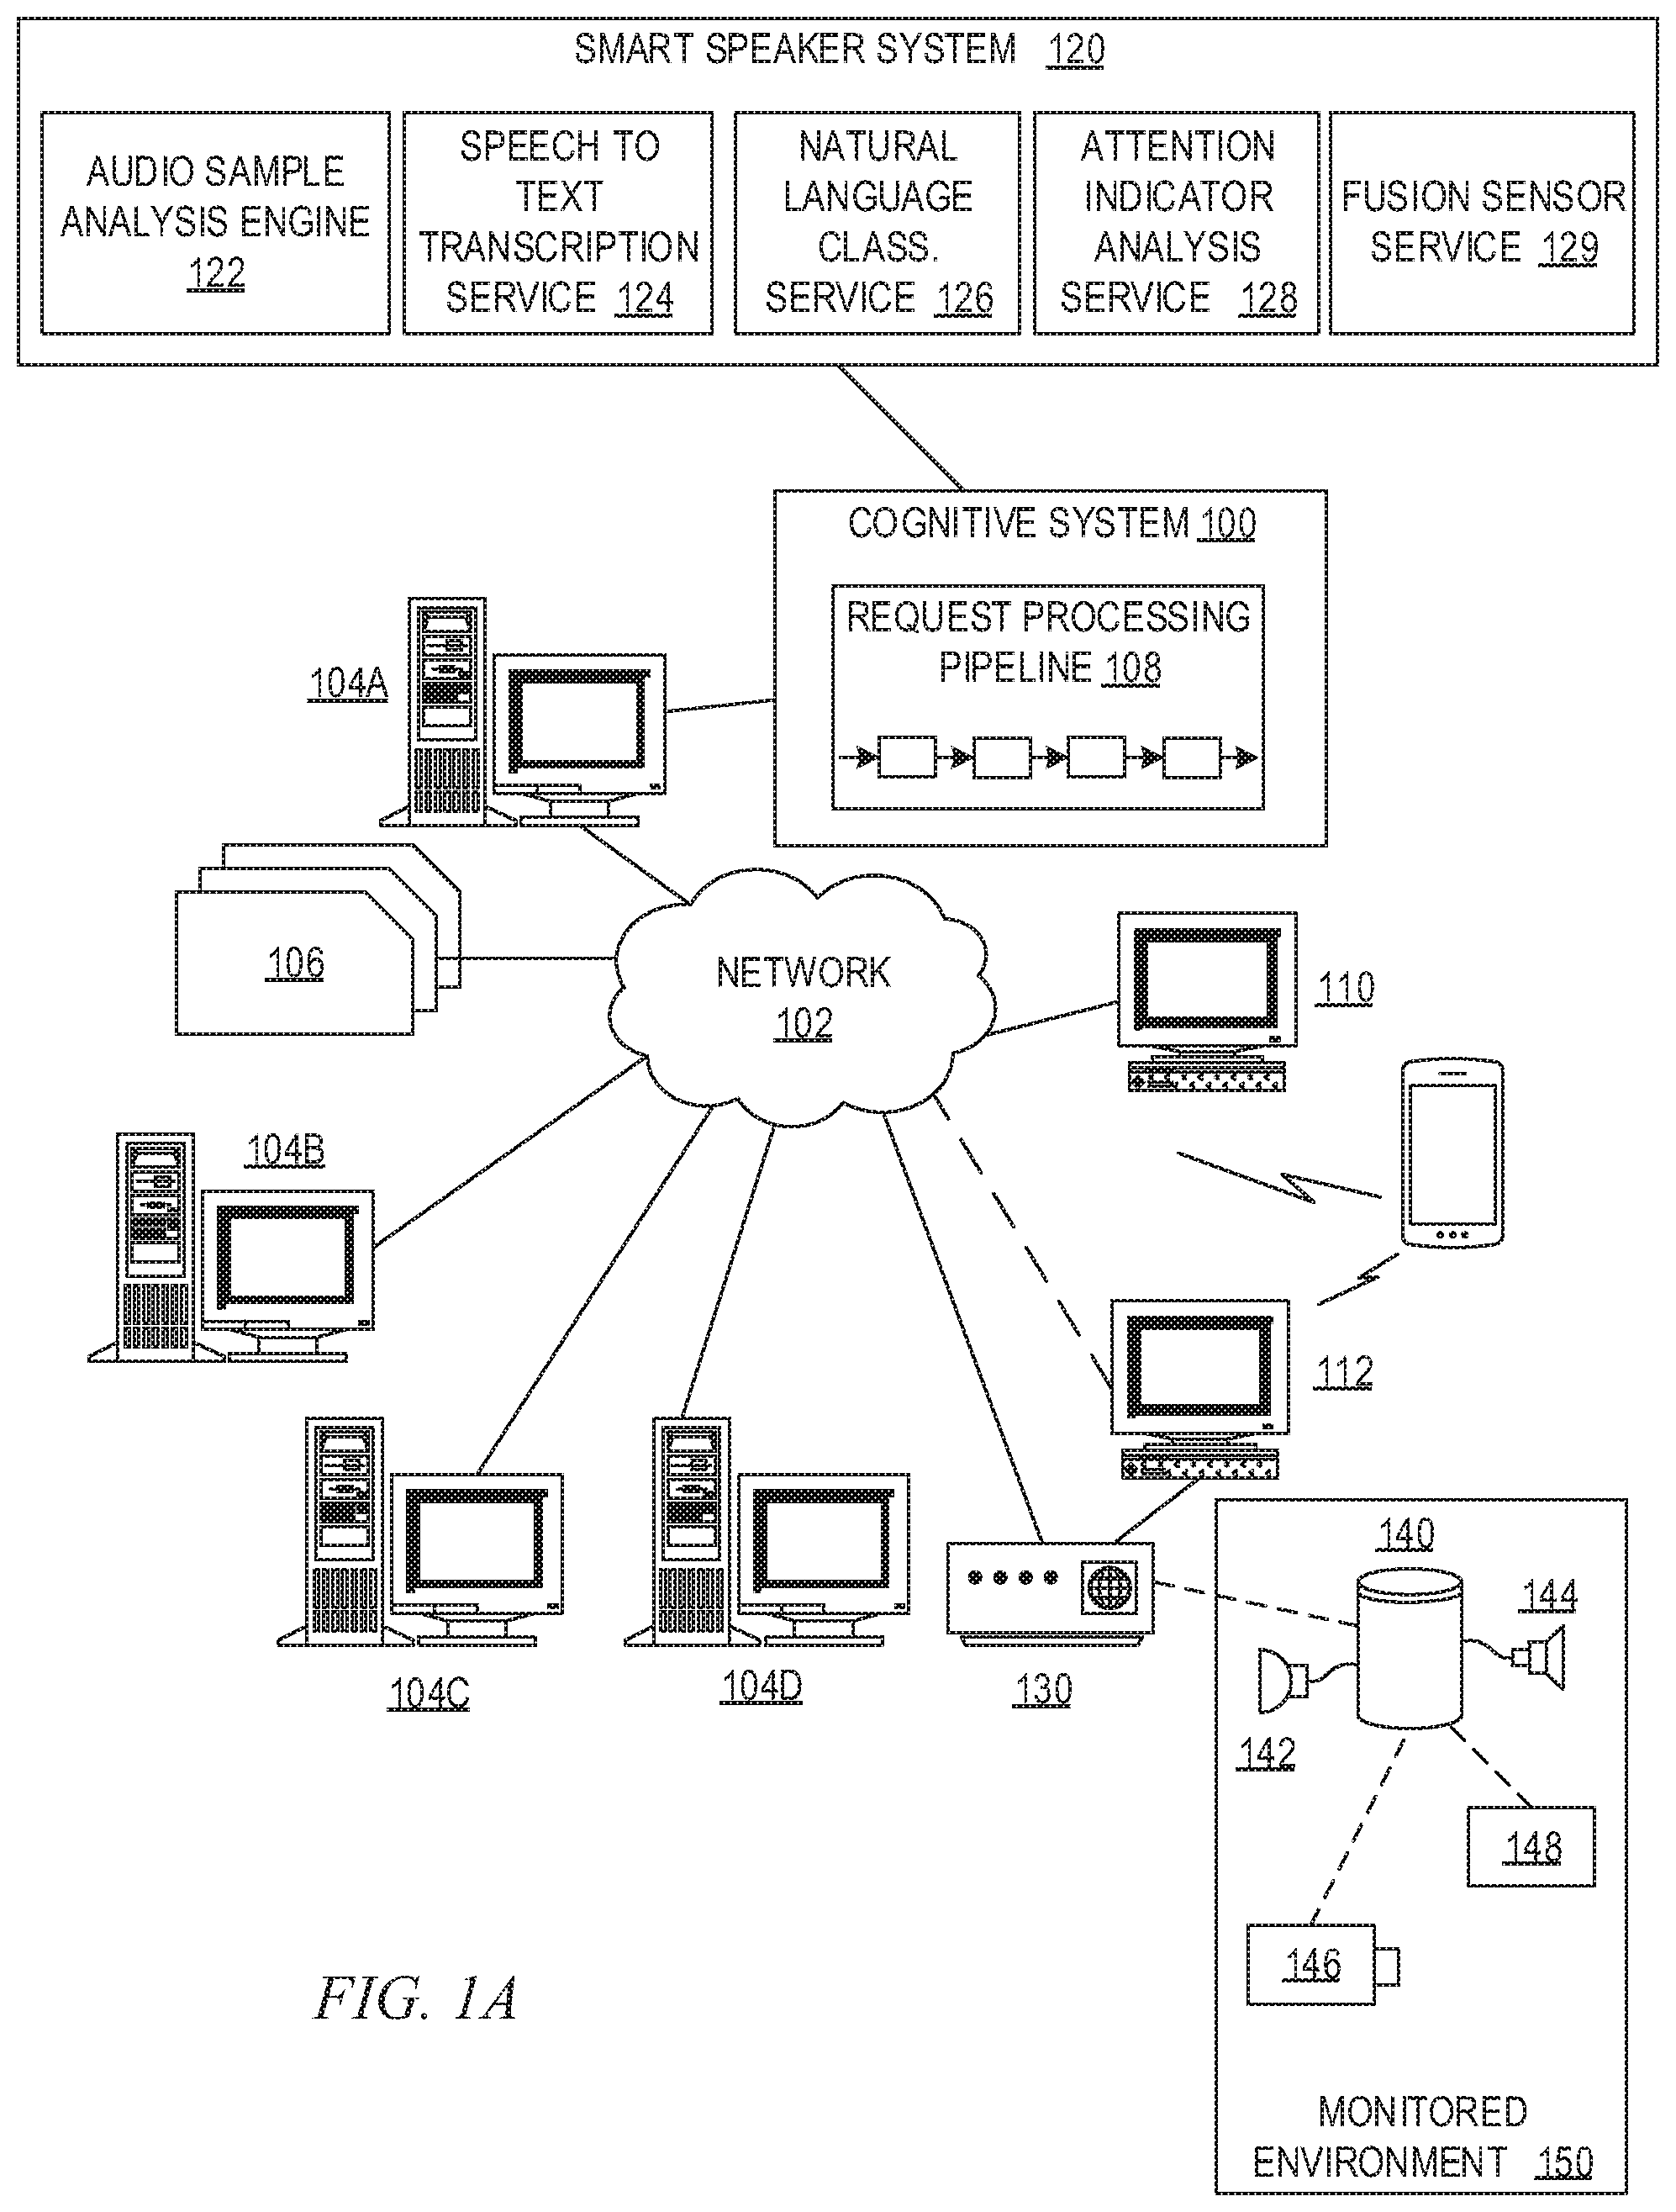 SMART SPEAKER SYSTEM 120
AUDIO SAMPLE
ANALYSIS ENGINE
122
SPEECH TO
TEXT
TRANSCRIPTION
SERVICE 124
NATURAL
LANGUAGE
CLASS.
SERVICE 126
ATTENTION
INDICATOR
ANALYSIS
SERVICE 128
FUSION SENSOR
SERVICE 129
COGNITIVE SYSTEM 100
REQUEST PROCESSING
PIPELINE 108
104A
106
NETWORK
102
110
104B
112
104C
104D
130
140
144
142
148
146
MONITORED
ENVIRONMENT 150
FIG. 1A